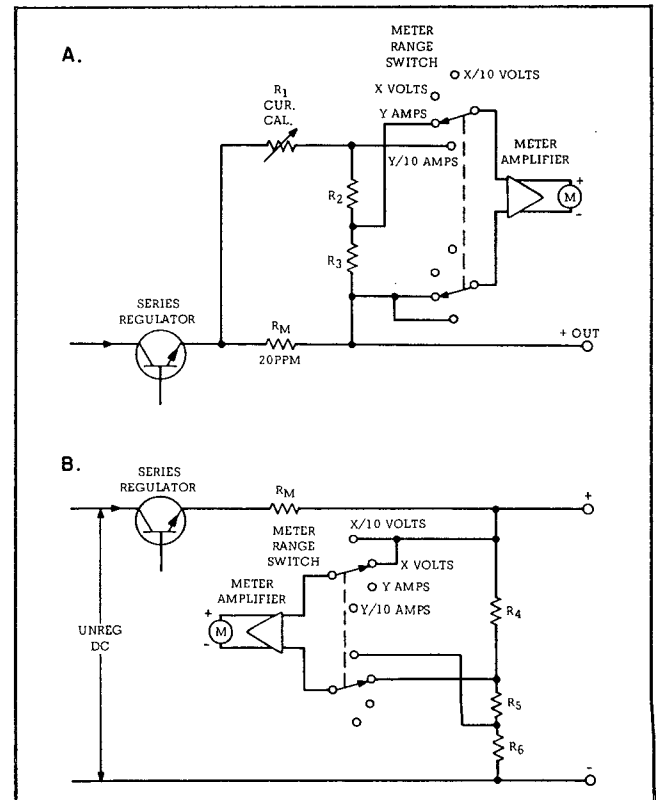 A.
METER
RANGE
SWITCH
X/10 VOLTS
X VOLTS
R1
CUR.
CAL.
Y AMPS
Y/10 AMPS
METER
AMPLIFIER
+
M
-
R2
R3
SERIES
REGULATOR
RM
20PPM
+ OUT
B.
SERIES
REGULATOR
RM
+
X/10 VOLTS
METER
RANGE
SWITCH
X VOLTS
METER
AMPLIFIER
Y AMPS
Y/10 AMPS
+
M
-
UNREG
DC
R4
R5
R6
-